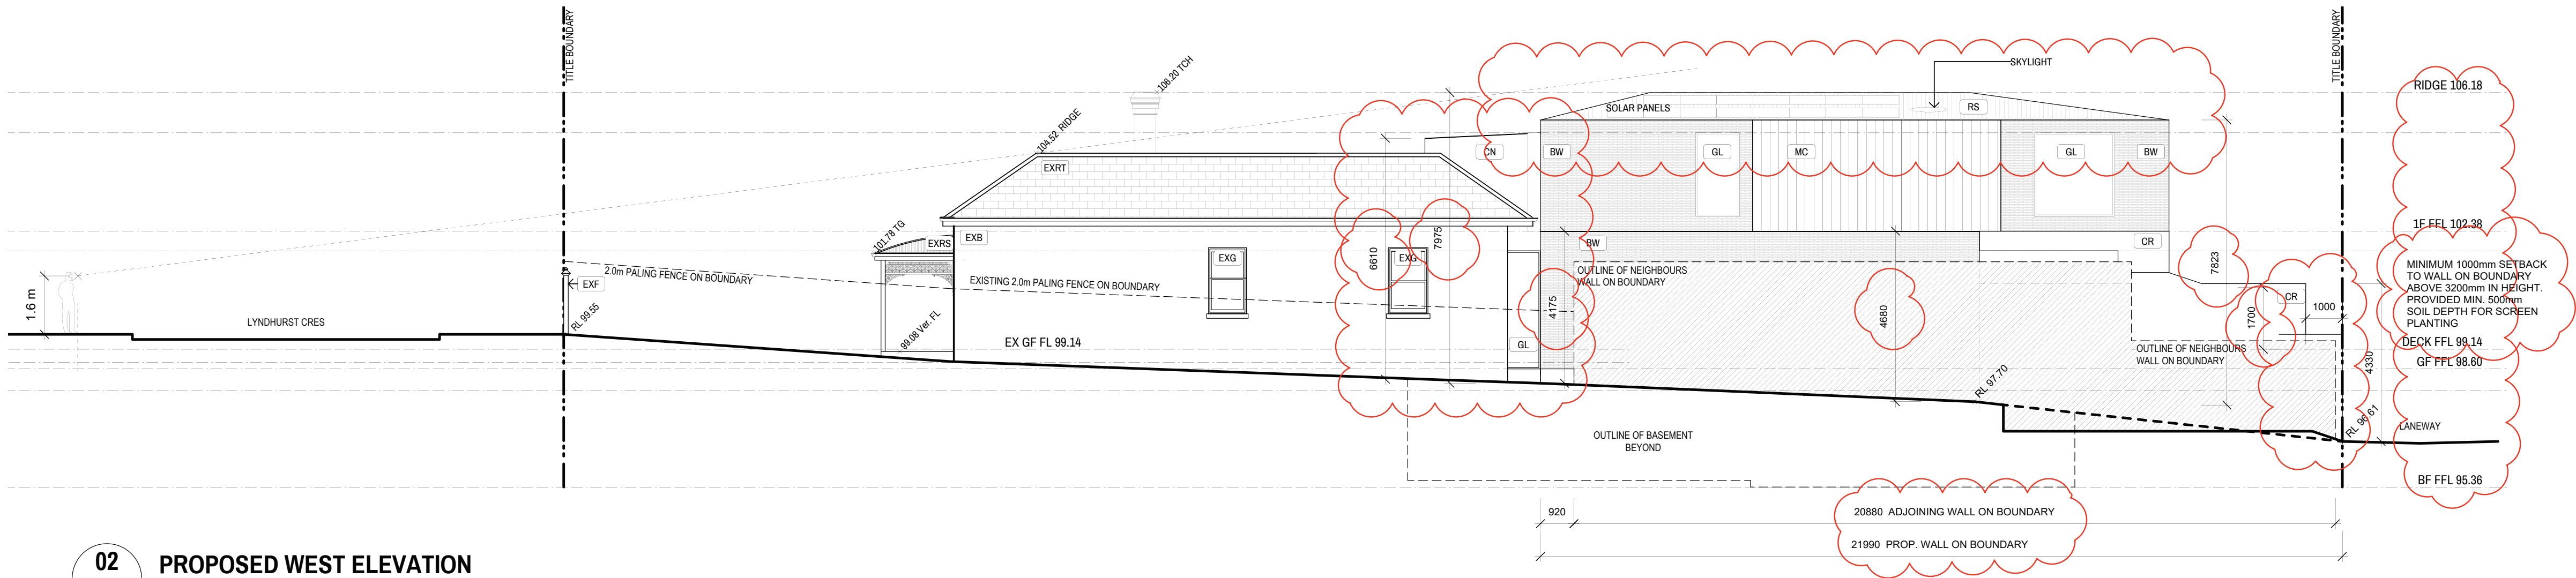 TITLE BOUNDARY
TITLE BOUNDARY
SKYLIGHT
RIDGE 106.18
106.20 TCH
SOLAR PANELS
RS
104.52 RIDGE
EXRT
CN
BW
GL
MC
GL
BW
1F FFL 102.38
101.78 TG
EXRS
EXB
7975
6610
BW
CR
7823
EXG
EXG
2.0m PALING FENCE ON BOUNDARY
EXISTING 2.0m PALING FENCE ON BOUNDARY
OUTLINE OF NEIGHBOURS
WALL ON BOUNDARY
MINIMUM 1000mm SETBACK
TO WALL ON BOUNDARY
ABOVE 3200mm IN HEIGHT.
PROVIDED MIN. 500mm
SOIL DEPTH FOR SCREEN
PLANTING
EXF
CR
1.6 m
4175
4680
1700
1000
LYNDHURST CRES
RL 99.55
99.08 Ver. FL
EX GF FL 99.14
GL
OUTLINE OF NEIGHBOURS
WALL ON BOUNDARY
4330
DECK FFL 99.14
GF FFL 98.60
RL 97.70
RL 96.61
LANEWAY
OUTLINE OF BASEMENT
BEYOND
BF FFL 95.36
920
20880 ADJOINING WALL ON BOUNDARY
21990 PROP. WALL ON BOUNDARY
02
PROPOSED WEST ELEVATION